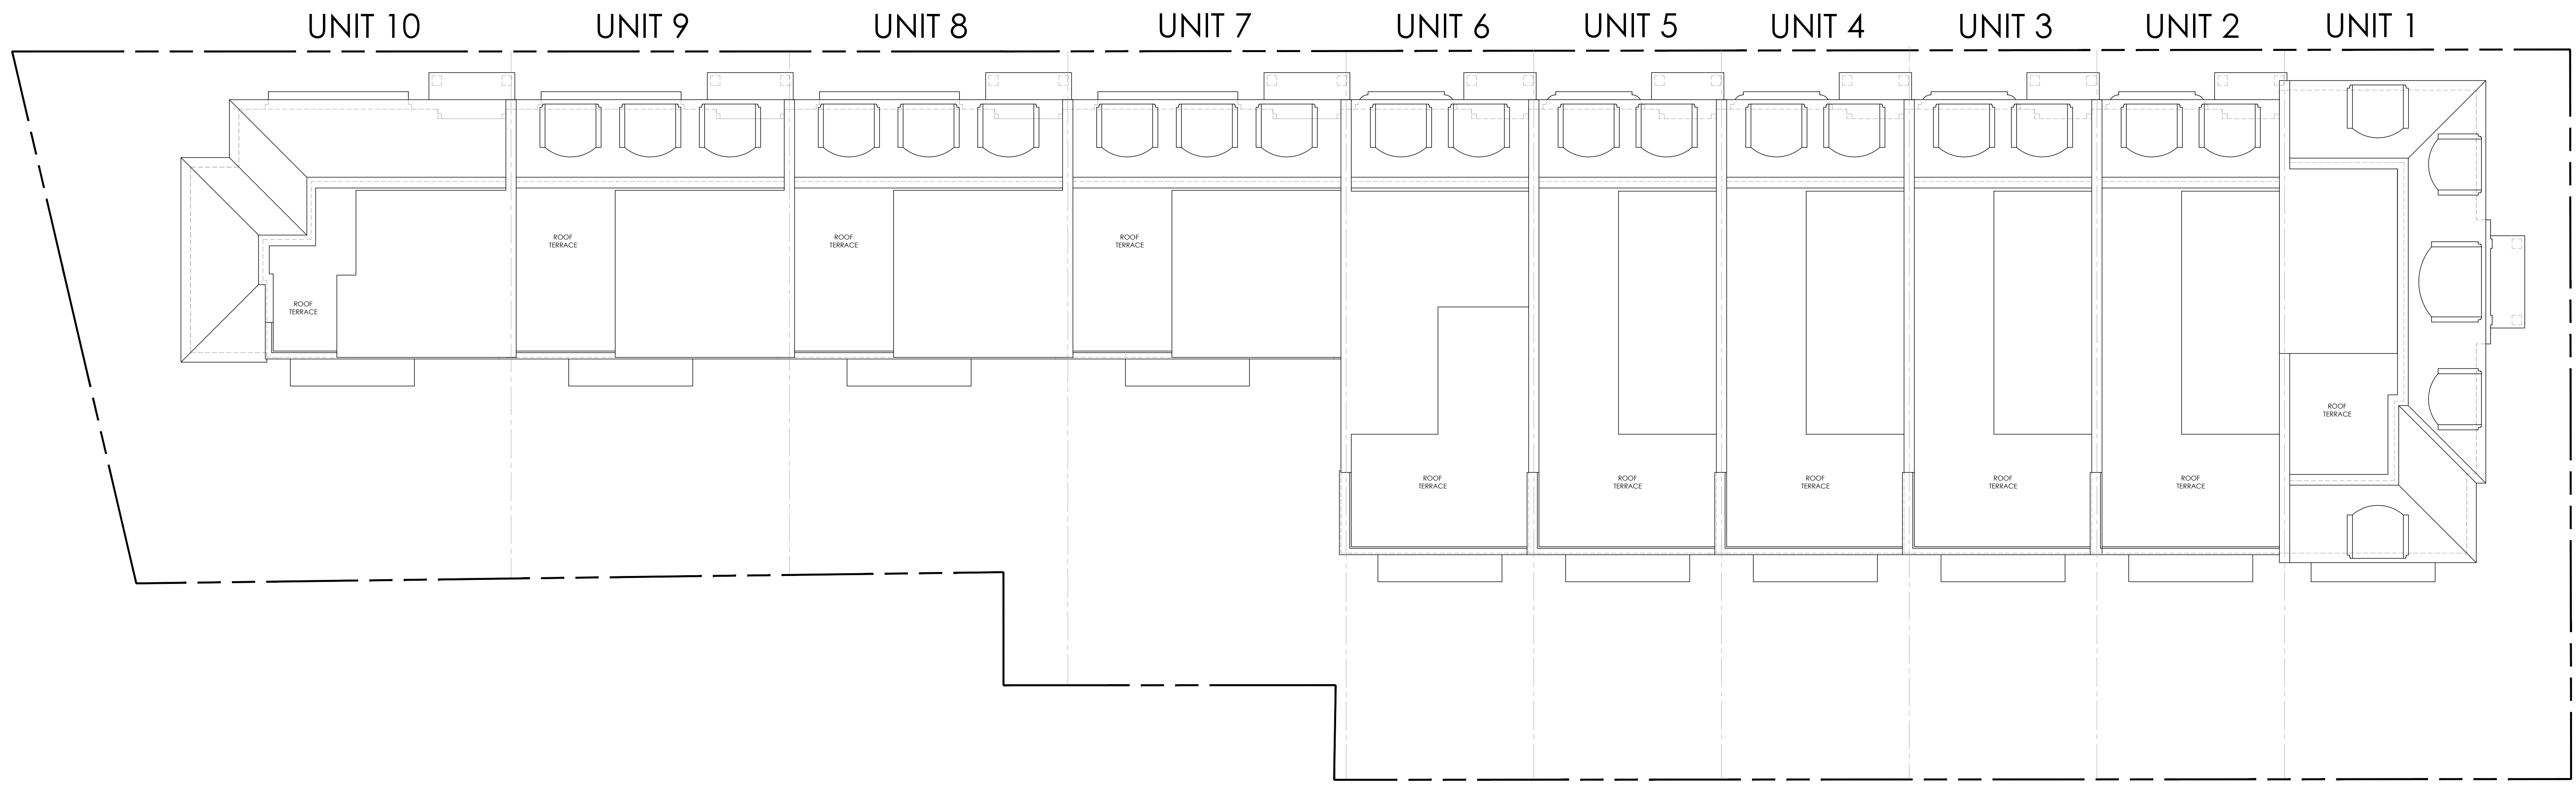 UNIT 10
UNIT 9
UNIT 8
UNIT 7
UNIT 6
UNIT 5
UNIT 4
UNIT 3
UNIT 2
UNIT 1
ROOF
TERRACE
ROOF
TERRACE
ROOF
TERRACE
ROOF
TERRACE
ROOF
TERRACE
ROOF
TERRACE
ROOF
TERRACE
ROOF
TERRACE
ROOF
TERRACE
ROOF
TERRACE